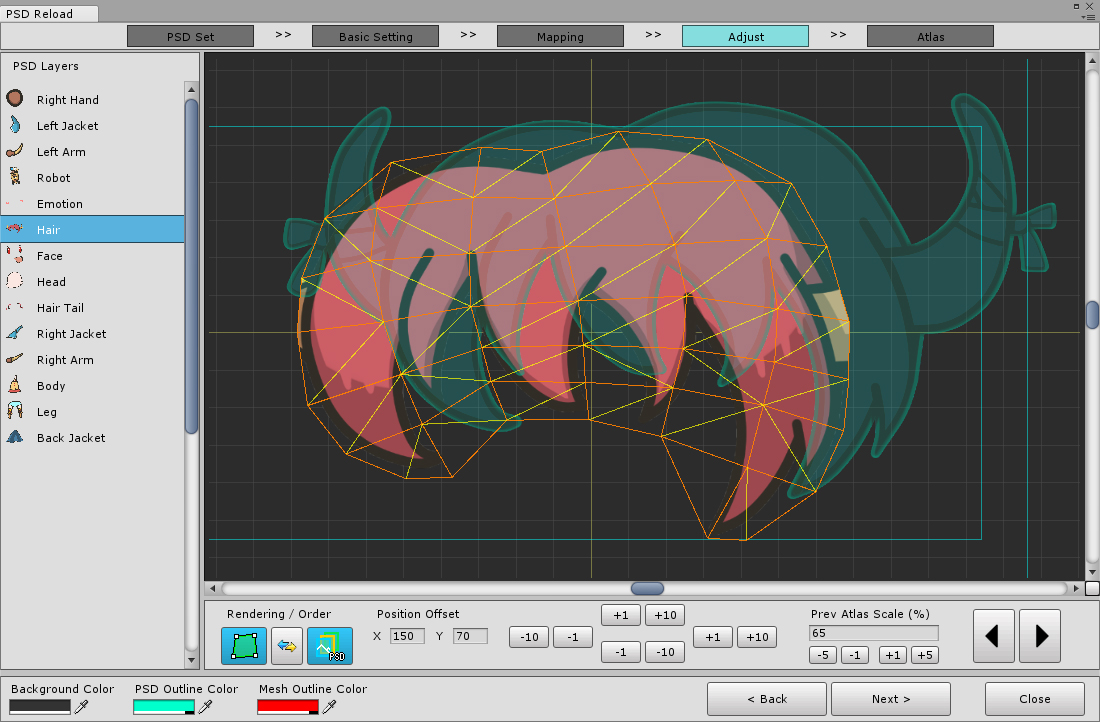 PSD Reload
PSD Set >> Basic Setting >> Mapping >> Adjust >> Atlas
PSD Layers
Right Hand
Left Jacket
Left Arm
Robot
Emotion
Hair
Face
Head
Hair Tail
Right Jacket
Right Arm
Body
Leg
Back Jacket
Rendering / Order
PSD
Position Offset
X 150 Y 70
-10 -1
+1 +10
-1 -10
+1 +10
Prev Atlas Scale (%)
65
-5 -1 +1 +5
Background Color
PSD Outline Color
Mesh Outline Color
< Back
Next >
Close